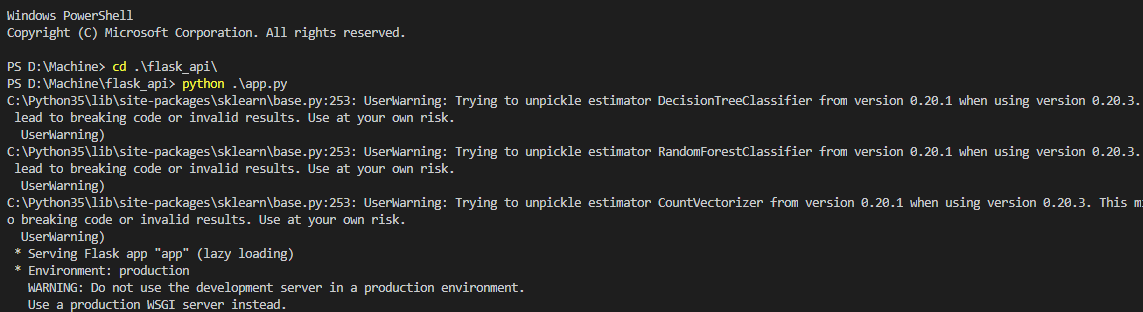 Windows PowerShell
Copyright (C) Microsoft Corporation. All rights reserved.
PS D:\Machine> cd .\flask_api\
PS D:\Machine\flask_api> python .\app.py
C:\Python35\lib\site-packages\sklearn\base.py:253: UserWarning: Trying to unpickle estimator DecisionTreeClassifier from version 0.20.1 when using version 0.20.3.
lead to breaking code or invalid results. Use at your own risk.
UserWarning)
C:\Python35\lib\site-packages\sklearn\base.py:253: UserWarning: Trying to unpickle estimator RandomForestClassifier from version 0.20.1 when using version 0.20.3.
lead to breaking code or invalid results. Use at your own risk.
UserWarning)
C:\Python35\lib\site-packages\sklearn\base.py:253: UserWarning: Trying to unpickle estimator CountVectorizer from version 0.20.1 when using version 0.20.3. This mi
o breaking code or invalid results. Use at your own risk.
UserWarning)
* Serving Flask app "app" (lazy loading)
* Environment: production
WARNING: Do not use the development server in a production environment.
Use a production WSGI server instead.